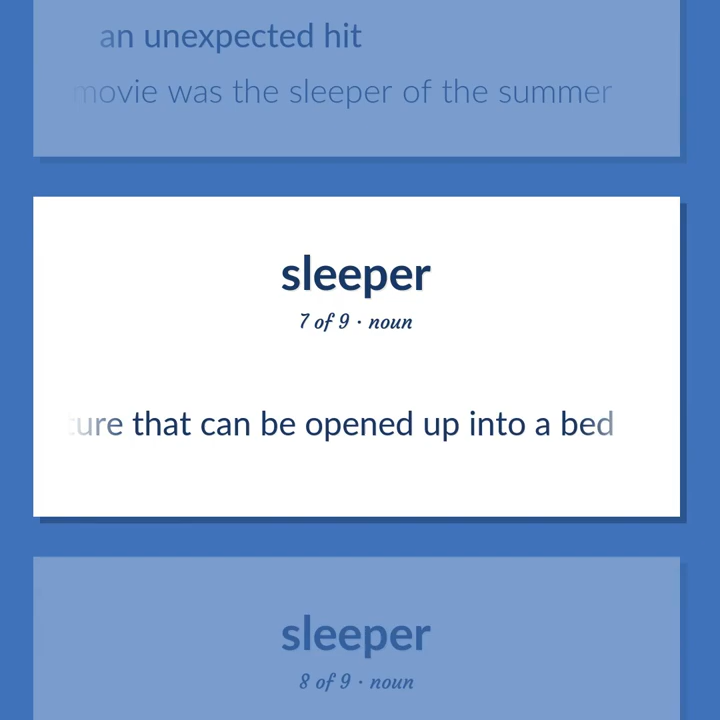 an unexpected hit
movie was the sleeper of the summer
sleeper
7 of 9 · noun
ture that can be opened up into a bed
sleeper
8 of 9 · noun